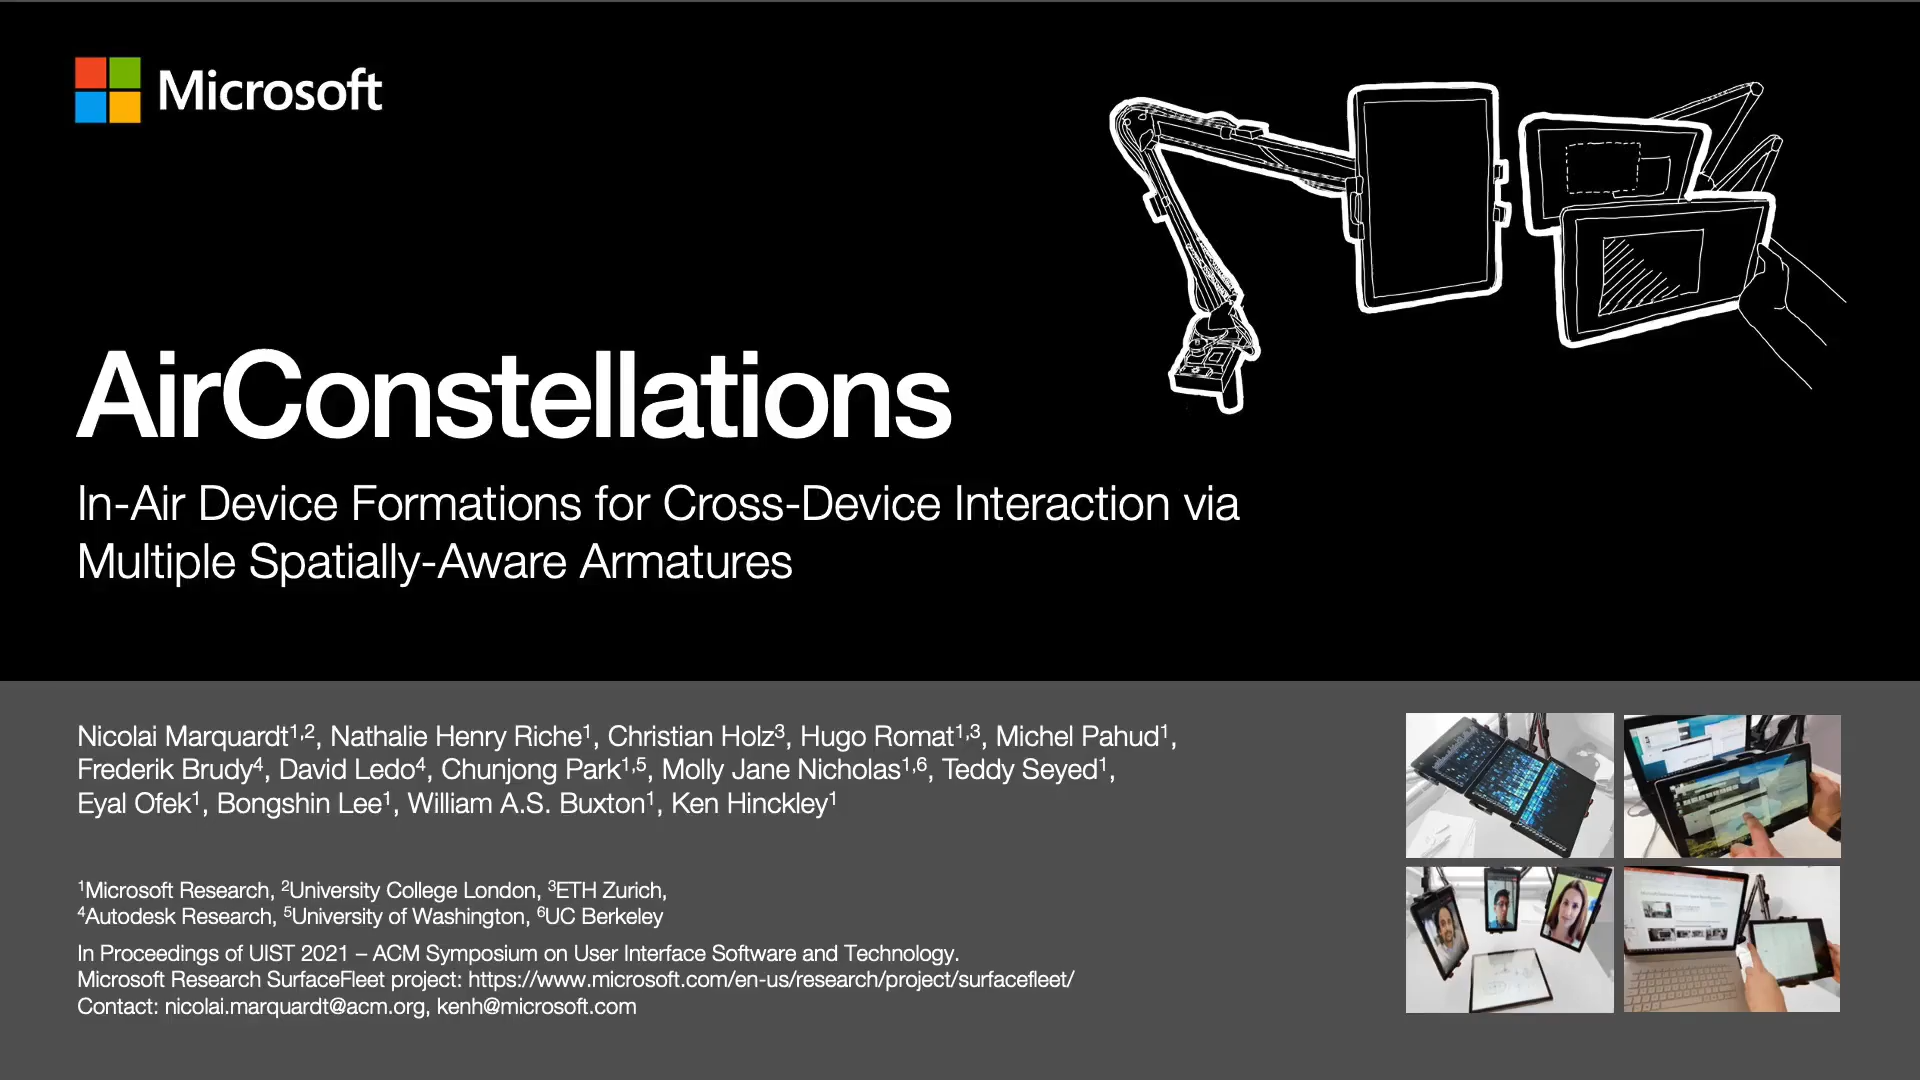 Microsoft
AirConstellations
In-Air Device Formations for Cross-Device Interaction via
Multiple Spatially-Aware Armatures
Nicolai Marquardt1,2, Nathalie Henry Riche1, Christian Holz3, Hugo Romat1,3, Michel Pahud1,
Frederik Brudy4, David Ledo4, Chunjong Park1,5, Molly Jane Nicholas1,6, Teddy Seyed1,
Eyal Ofek1, Bongshin Lee1, William A.S. Buxton1, Ken Hinckley1
1Microsoft Research, 2University College London, 3ETH Zurich,
4Autodesk Research, 5University of Washington, 6UC Berkeley
In Proceedings of UIST 2021 – ACM Symposium on User Interface Software and Technology.
Microsoft Research SurfaceFleet project: https://www.microsoft.com/en-us/research/project/surfacefleet/
Contact: nicolai.marquardt@acm.org, kenh@microsoft.com